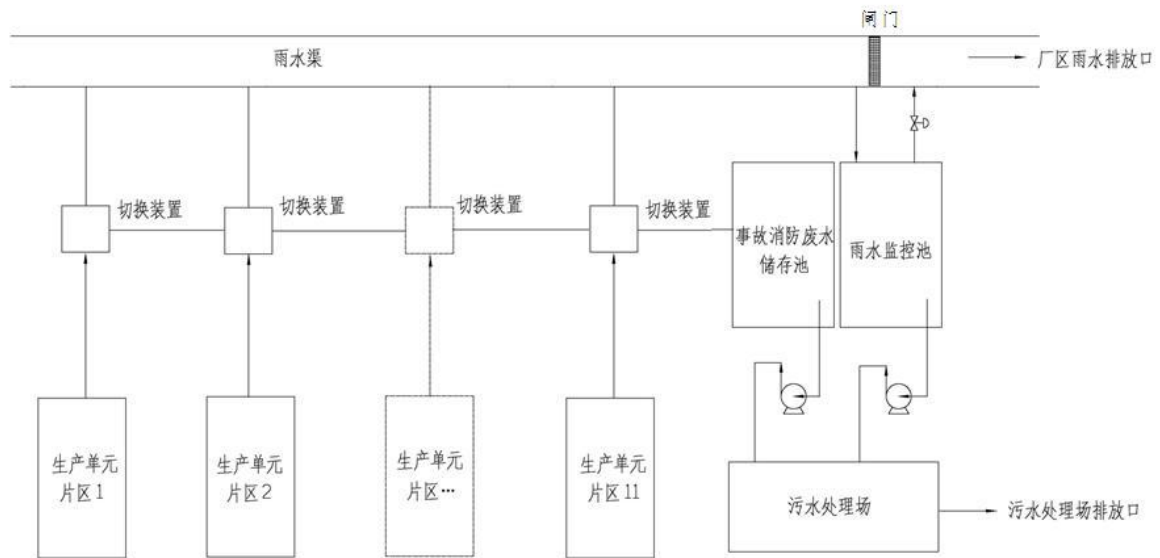 闸门
雨水渠
厂区雨水排放口
切换装置
切换装置
切换装置
切换装置
事故消防废水
储存池
雨水监控池
生产单元
片区1
生产单元
片区2
生产单元
片区…
生产单元
片区11
污水处理场
污水处理场排放口